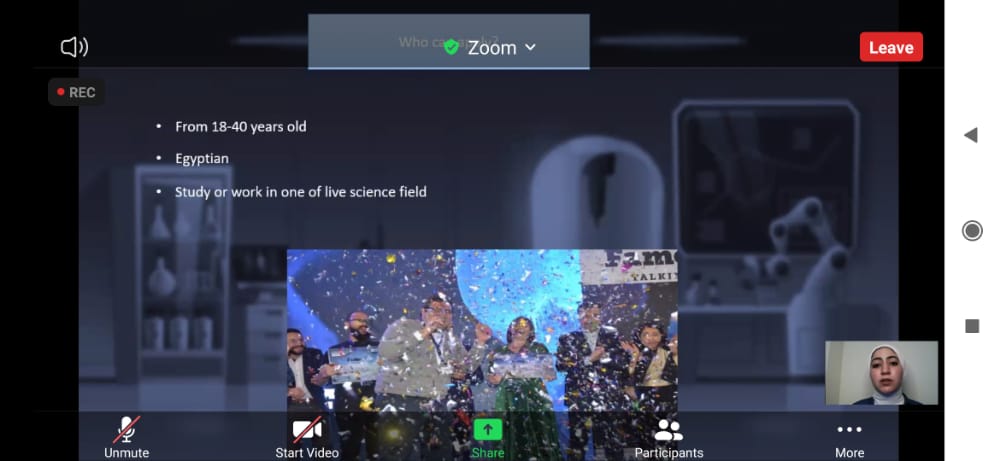 Who can apply?
Zoom
Leave
REC
• From 18-40 years old
• Egyptian
• Study or work in one of live science field
Fame
TALKI
Unmute
Start Video
Share
Participants
More